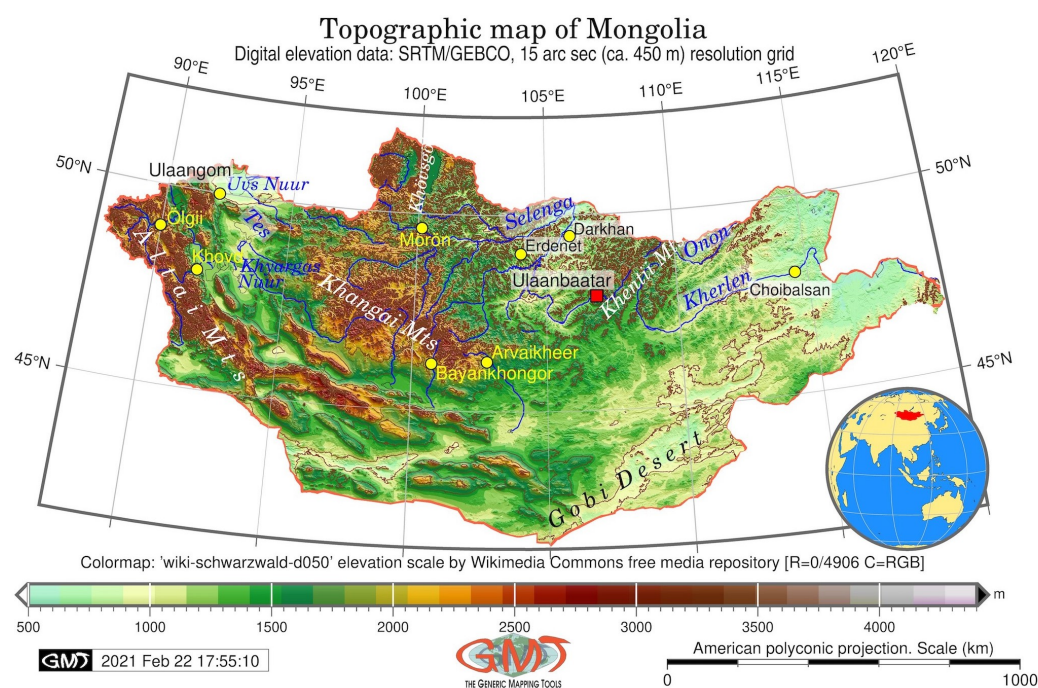 Topographic map of Mongolia
Digital elevation data: SRTM/GEBCO, 15 arc sec (ca. 450 m) resolution grid
90°E
95°E
100°E
105°E
110°E
115°E
120°E
50°N
50°N
45°N
45°N
Ulaangom
Uvs Nuur
Olgii
Tes
Khovd
Khyargas
Nuur
Altai Mts
Khovsgo
Moron
Selenga
Darkhan
Erdenet
Ulaanbaatar
Khentii M
Onon
Kherlen
Choibalsan
Khangai Mts
Arvaikheer
Bayankhongor
Gobi Desert
Colormap: 'wiki-schwarzwald-d050' elevation scale by Wikimedia Commons free media repository [R=0/4906 C=RGB]
m
500 1000 1500 2000 2500 3000 3500 4000
GMT 2021 Feb 22 17:55:10
GMT
THE GENERIC MAPPING TOOLS
American polyconic projection. Scale (km)
0 1000